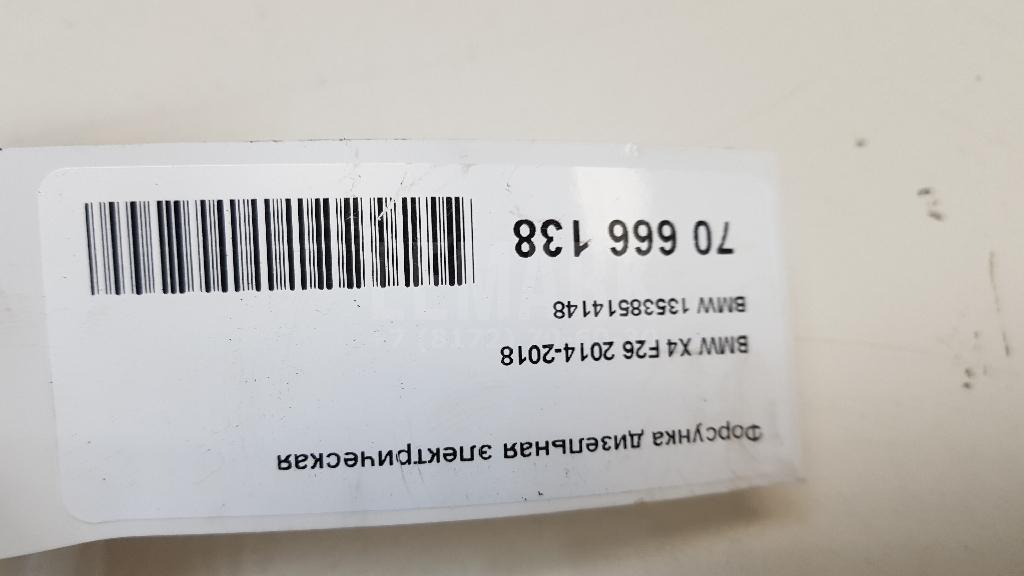 Форсунка дизельная электрическая
BMW X4 F26 2014-2018
BMW 13538514148
70 666 138